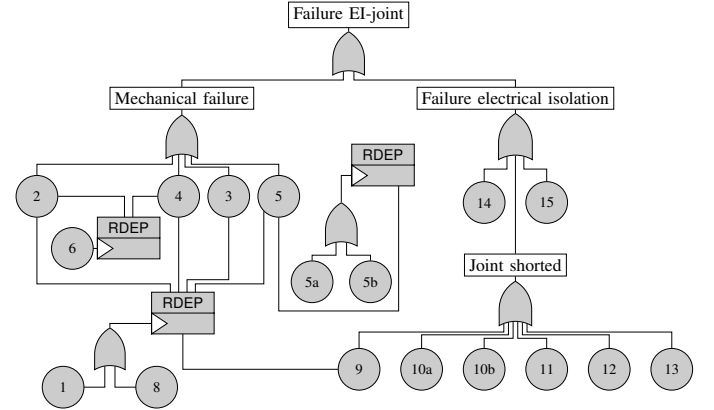 Failure EI-joint
Mechanical failure
Failure electrical isolation
RDEP
2
4
3
5
14
15
RDEP
6
5a
5b
Joint shorted
RDEP
1
8
9
10a
10b
11
12
13